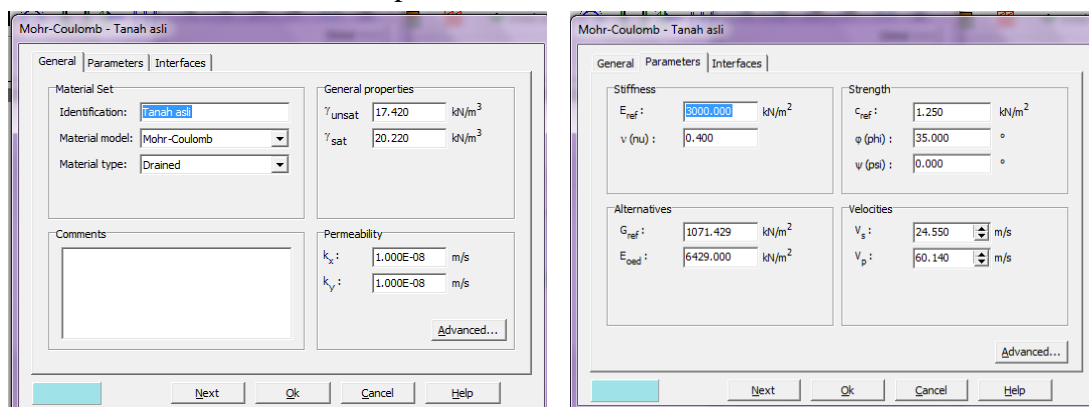 Mohr-Coulomb - Tanah asli
General Parameters Interfaces
Material Set
Identification: Tanah asli
Material model: Mohr-Coulomb
Material type: Drained
General properties
γunsat 17.420 kN/m³
γsat 20.220 kN/m³
Comments
Permeability
kx: 1.000E-08 m/s
ky: 1.000E-08 m/s
Advanced...
Next Ok Cancel Help
Mohr-Coulomb - Tanah asli
General Parameters Interfaces
Stiffness
Eref: 3000.000 kN/m²
ν (nu) : 0.400
Strength
cref: 1.250 kN/m²
φ (phi) : 35.000 °
ψ (psi) : 0.000 °
Alternatives
Gref: 1071.429 kN/m²
Eoed: 6429.000 kN/m²
Velocities
Vs: 24.550 m/s
Vp: 60.140 m/s
Advanced...
Next Ok Cancel Help